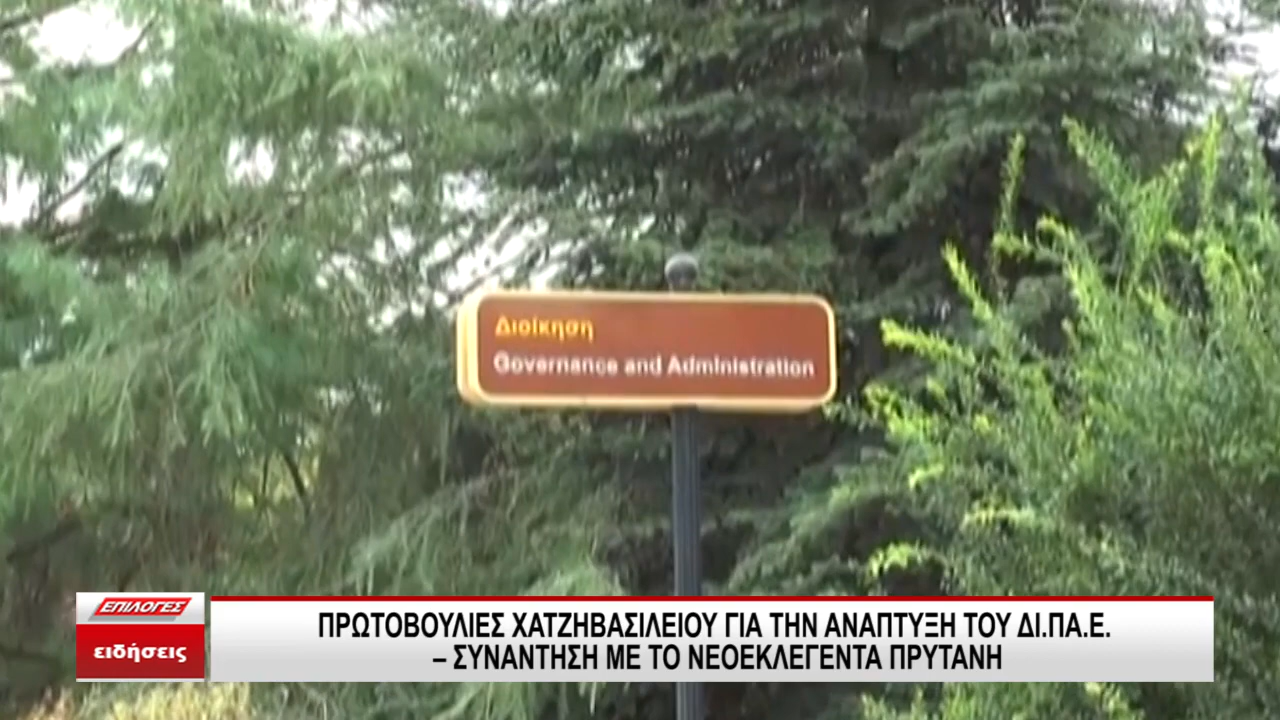 Διοίκηση
Governance and Administration
ΕΠΙΛΟΓΕΣ
ειδήσεις
ΠΡΩΤΟΒΟΥΛΙΕΣ ΧΑΤΖΗΒΑΣΙΛΕΙΟΥ ΓΙΑ ΤΗΝ ΑΝΑΠΤΥΞΗ ΤΟΥ ΔΙ.ΠΑ.Ε.
– ΣΥΝΑΝΤΗΣΗ ΜΕ ΤΟ ΝΕΟΕΚΛΕΓΕΝΤΑ ΠΡΥΤΑΝΗ